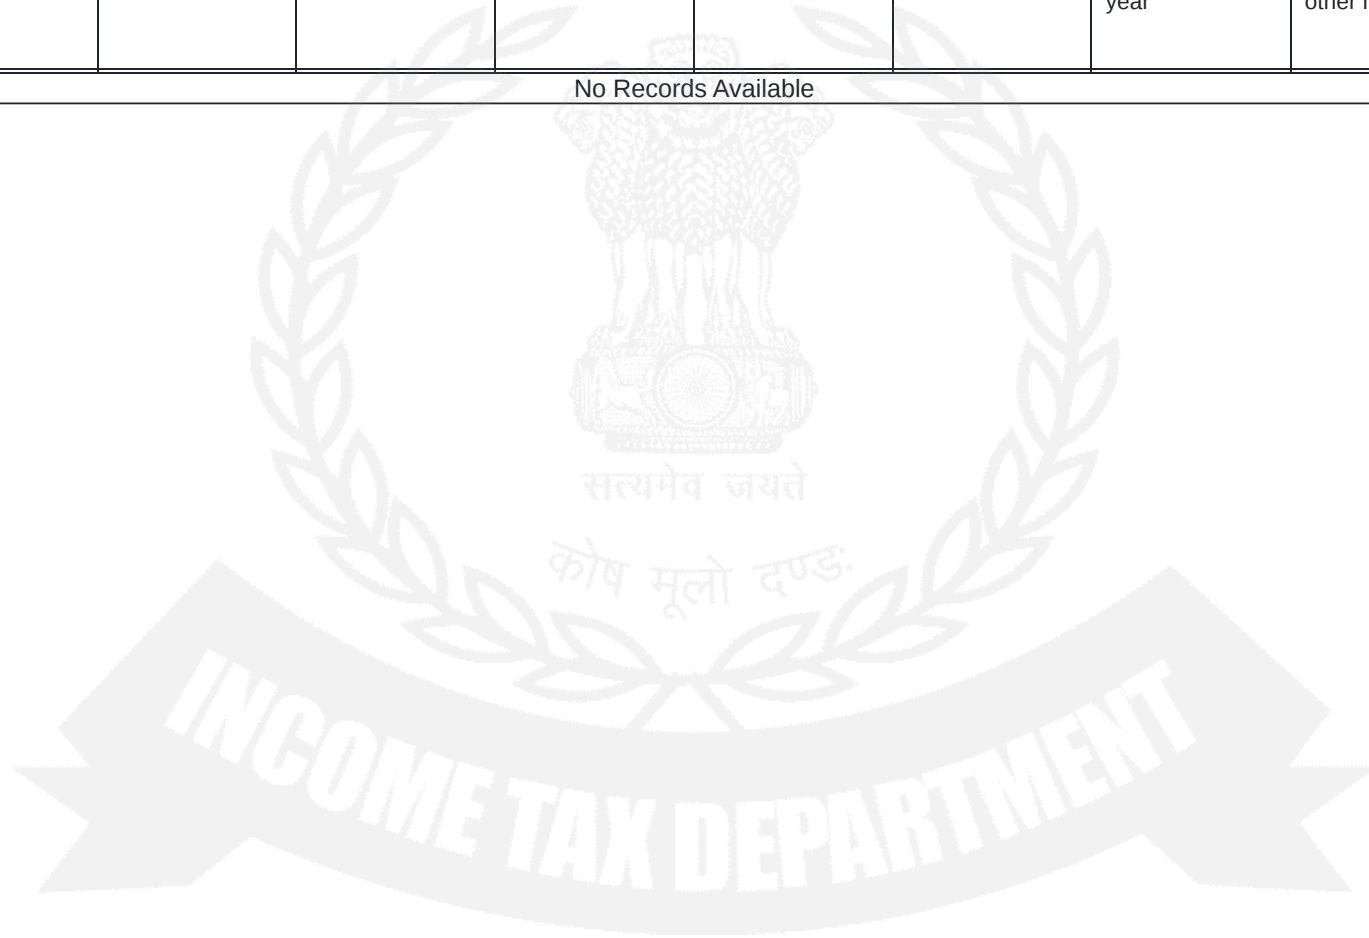 year
other
No Records Available
सत्यमेव जयते
कोष मूलो दण्डः
INCOME TAX DEPARTMENT